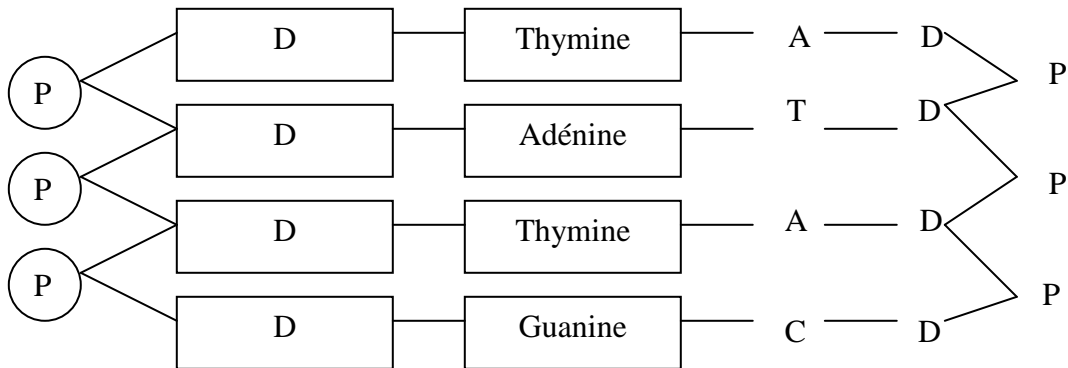 D Thymine A D
P P
D Adénine T D
P P
D Thymine A D
P P
D Guanine C D